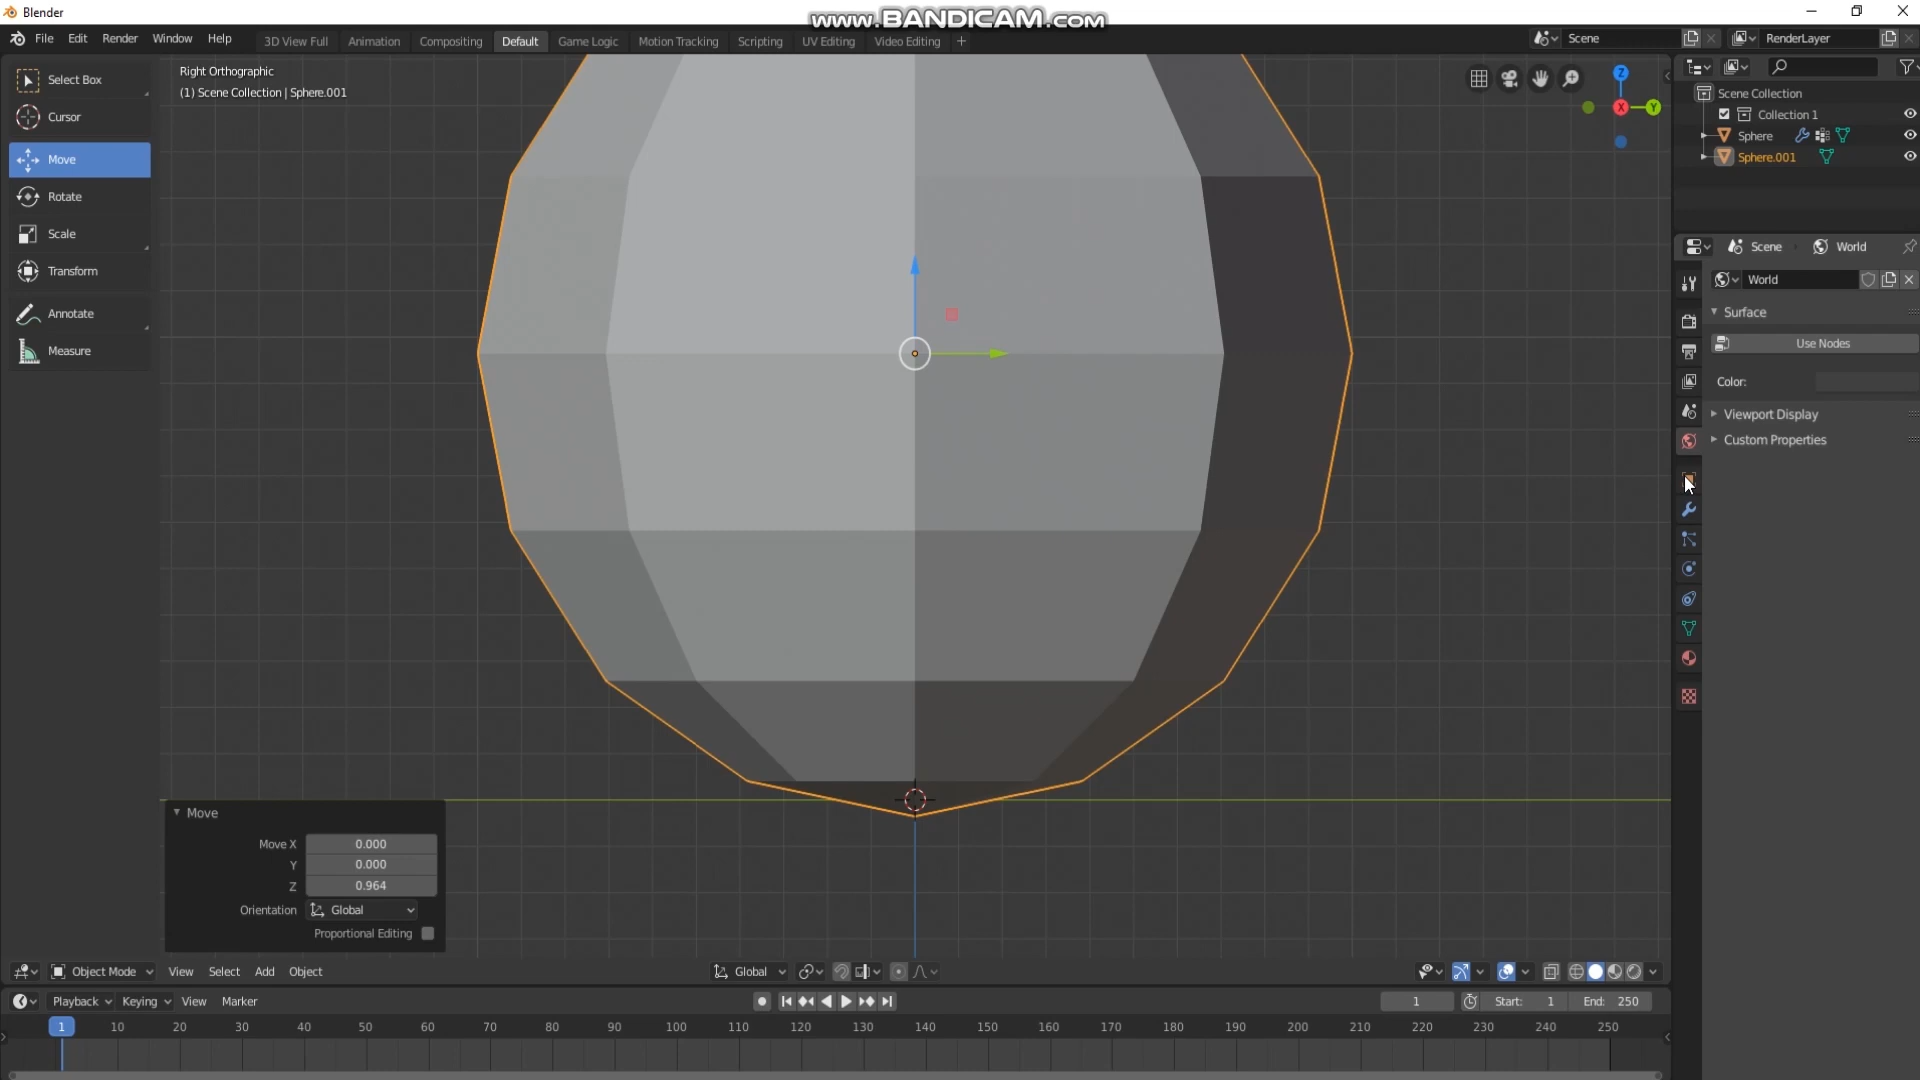 Blender
www.BANDICAM.com
File Edit Render Window Help
3D View Full Animation Compositing Default Game Logic Motion Tracking Scripting UV Editing Video Editing +
Scene
RenderLayer
Select Box
Cursor
Move
Rotate
Scale
Transform
Annotate
Measure
Right Orthographic
(1) Scene Collection | Sphere.001
Z
X
Y
Scene Collection
Collection 1
Sphere
Sphere.001
Scene World
World
Surface
Use Nodes
Color:
Viewport Display
Custom Properties
Move
Move X 0.000
Y 0.000
Z 0.964
Orientation Global
Proportional Editing
Object Mode View Select Add Object
Global
Playback Keying View Marker
1 Start: 1 End: 250
1 10 20 30 40 50 60 70 80 90 100 110 120 130 140 150 160 170 180 190 200 210 220 230 240 250